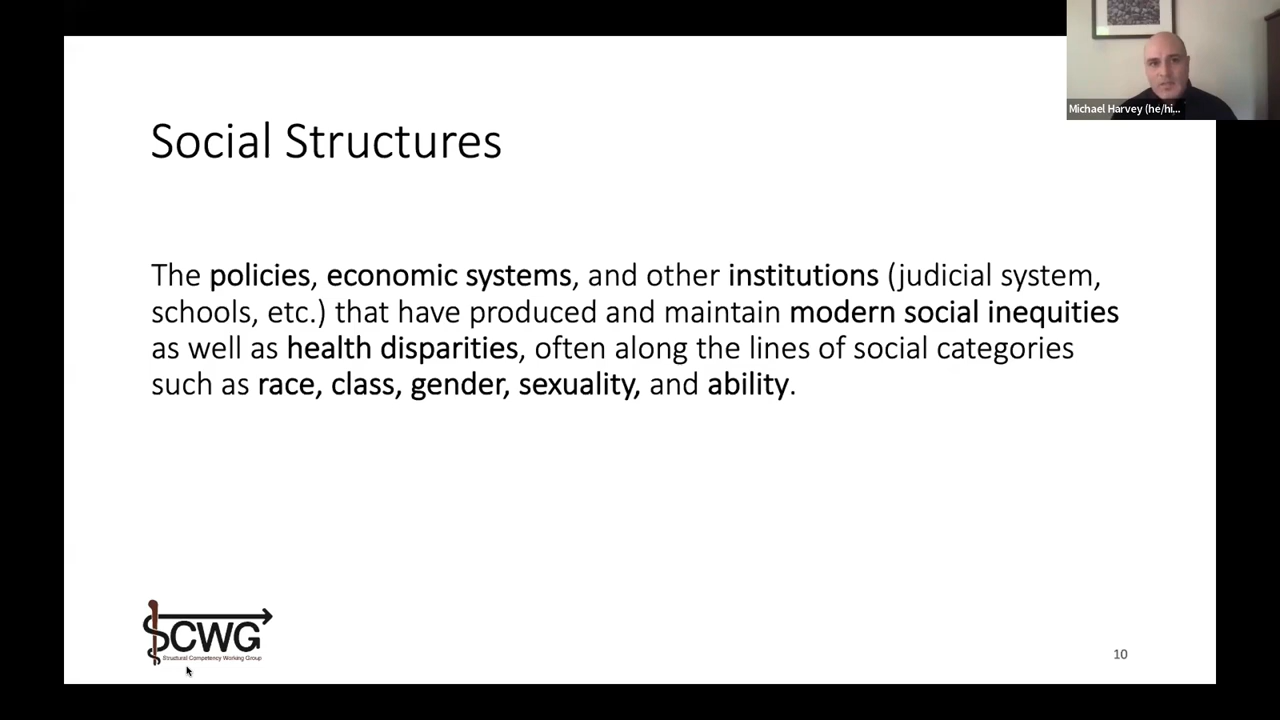 Michael Harvey (he/hi...
Social Structures
The policies, economic systems, and other institutions (judicial system,
schools, etc.) that have produced and maintain modern social inequities
as well as health disparities, often along the lines of social categories
such as race, class, gender, sexuality, and ability.
SCWG
Structural Competency Working Group
10